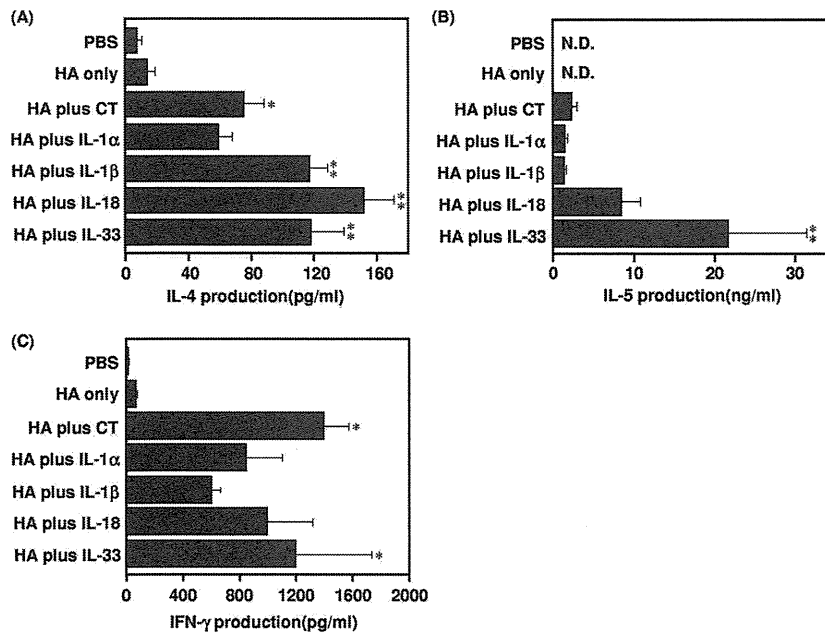 (A)
PBS
HA only
HA plus CT
*
HA plus IL-1α
HA plus IL-1β
**
HA plus IL-18
**
HA plus IL-33
**
0 40 80 120 160
IL-4 production(pg/ml)
(B)
PBS N.D.
HA only N.D.
HA plus CT
HA plus IL-1α
HA plus IL-1β
HA plus IL-18
HA plus IL-33
**
0 10 20 30
IL-5 production(ng/ml)
(C)
PBS
HA only
HA plus CT
*
HA plus IL-1α
HA plus IL-1β
HA plus IL-18
HA plus IL-33
*
0 400 800 1200 1600 2000
IFN-γ production(pg/ml)